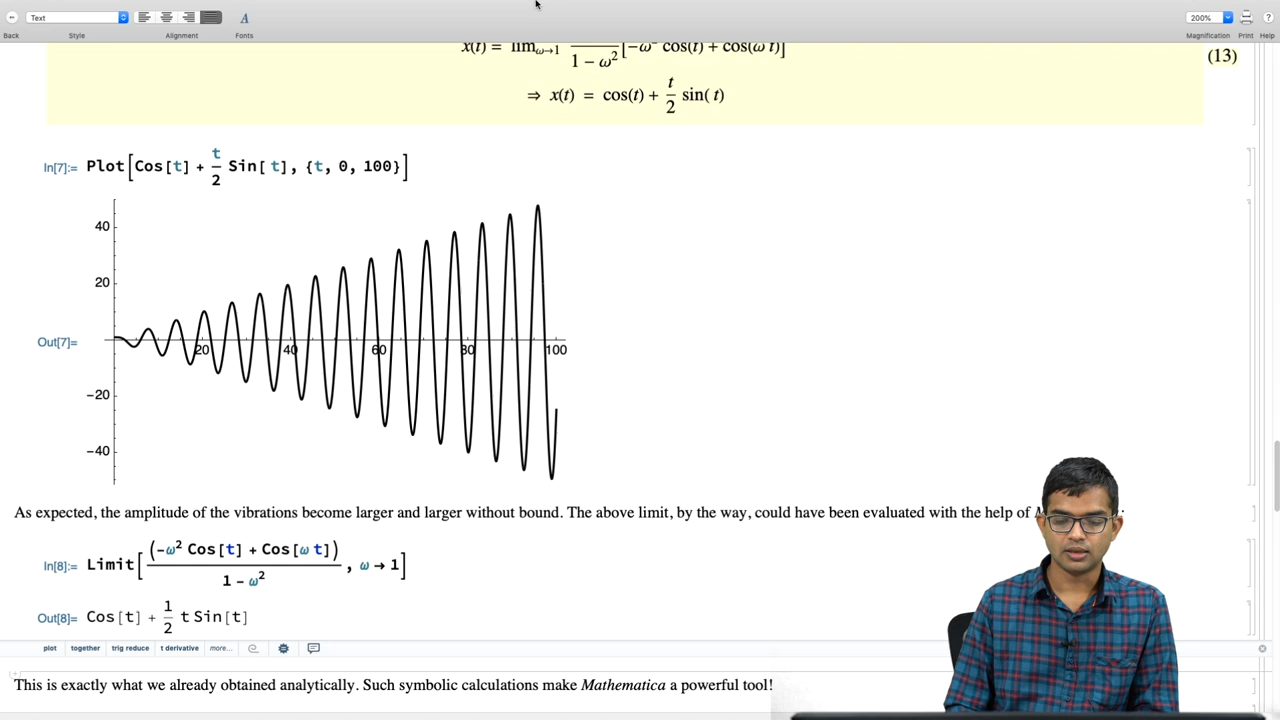 Text
200%
Back
Style
Alignment
Fonts
Magnification
Print
Help
x(t) = lim ω→1 1/(1 − ω²) [−ω² cos(t) + cos(ω t)]
(13)
⇒ x(t) = cos(t) + t/2 sin( t)
In[7]:= Plot[Cos[t] + t/2 Sin[ t], {t, 0, 100}]
40
20
Out[7]=
20
40
60
80
100
−20
−40
As expected, the amplitude of the vibrations become larger and larger without bound. The above limit, by the way, could have been evaluated with the help of
In[8]:= Limit[(−ω² Cos[t] + Cos[ω t])/(1 − ω²), ω → 1]
Out[8]= Cos[t] + 1/2 t Sin[t]
plot together trig reduce t derivative more...
This is exactly what we already obtained analytically. Such symbolic calculations make Mathematica a powerful tool!